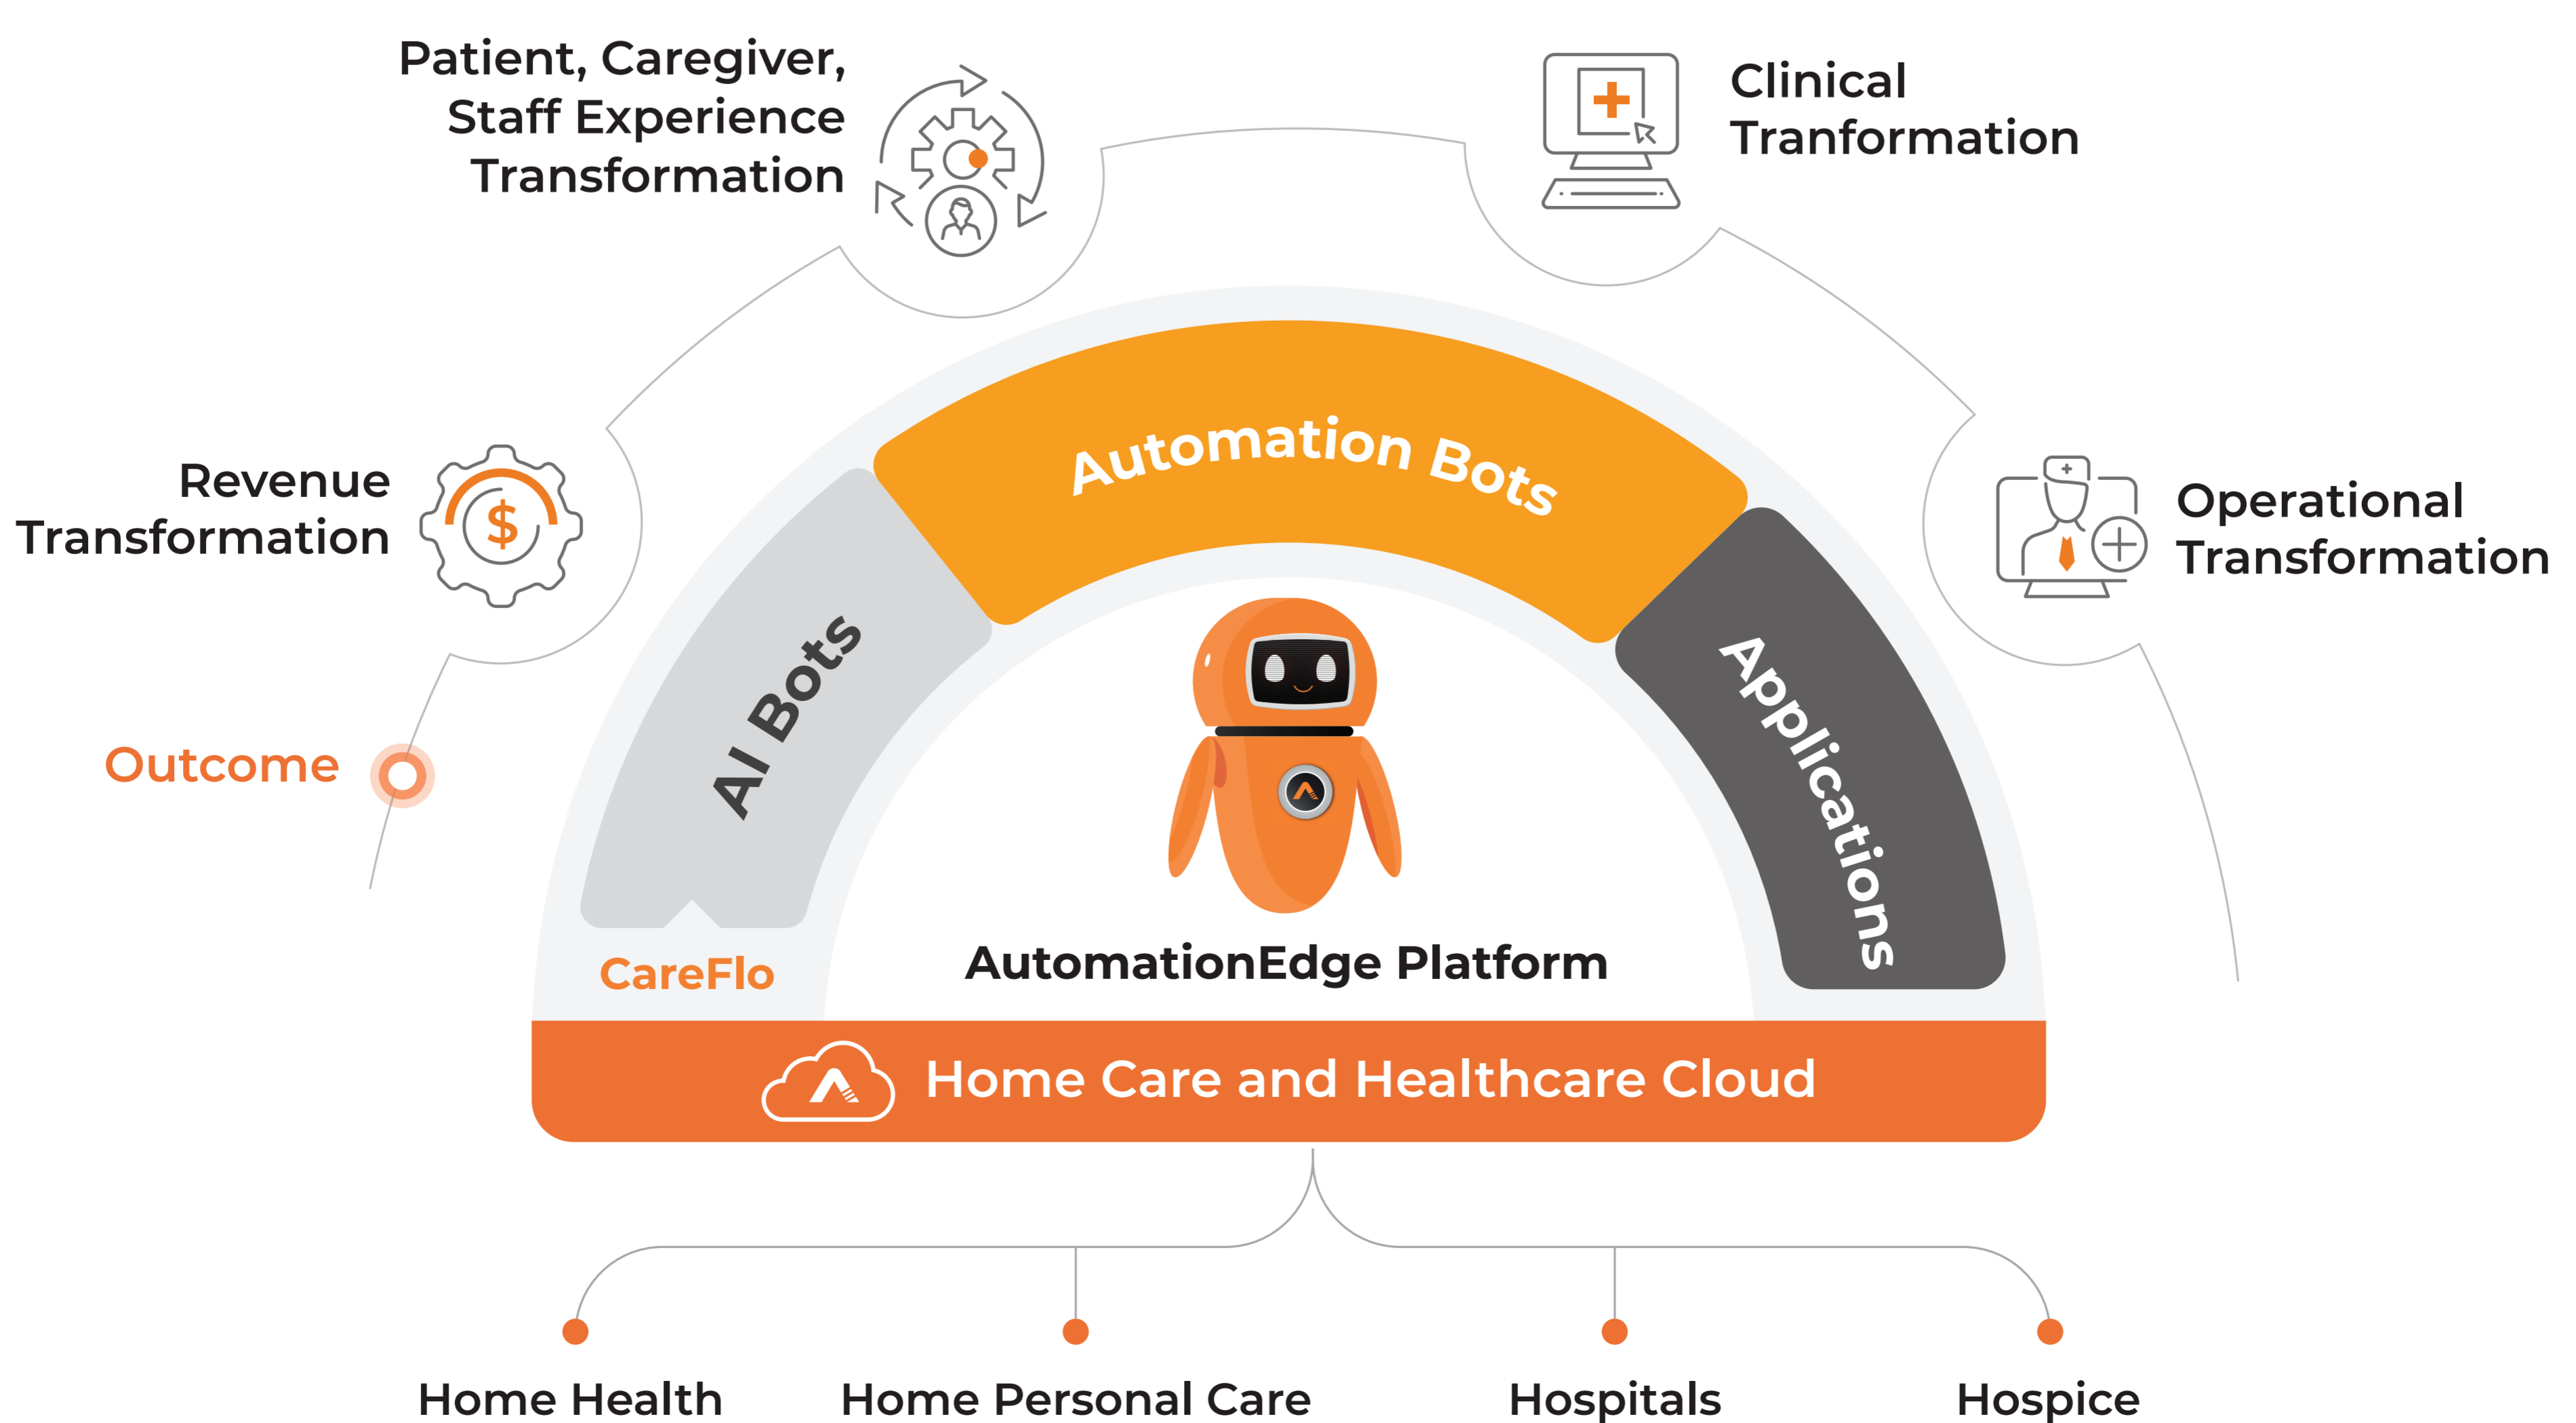 Patient, Caregiver,
Staff Experience
Transformation
Clinical
Tranformation
Revenue
Transformation
Operational
Transformation
Outcome
Automation Bots
AI Bots
Applications
CareFlo
AutomationEdge Platform
Home Care and Healthcare Cloud
Home Health
Home Personal Care
Hospitals
Hospice